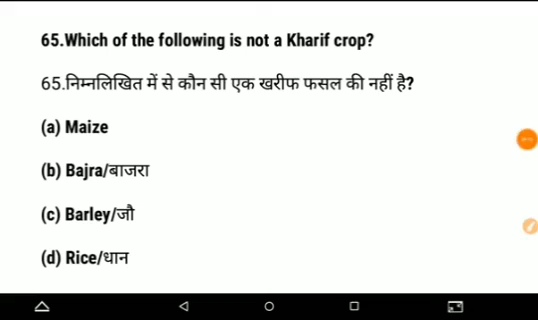 65.Which of the following is not a Kharif crop?
65.निम्नलिखित में से कौन सी एक खरीफ फसल की नहीं है?
(a) Maize
(b) Bajra/बाजरा
(c) Barley/जौ
(d) Rice/धान